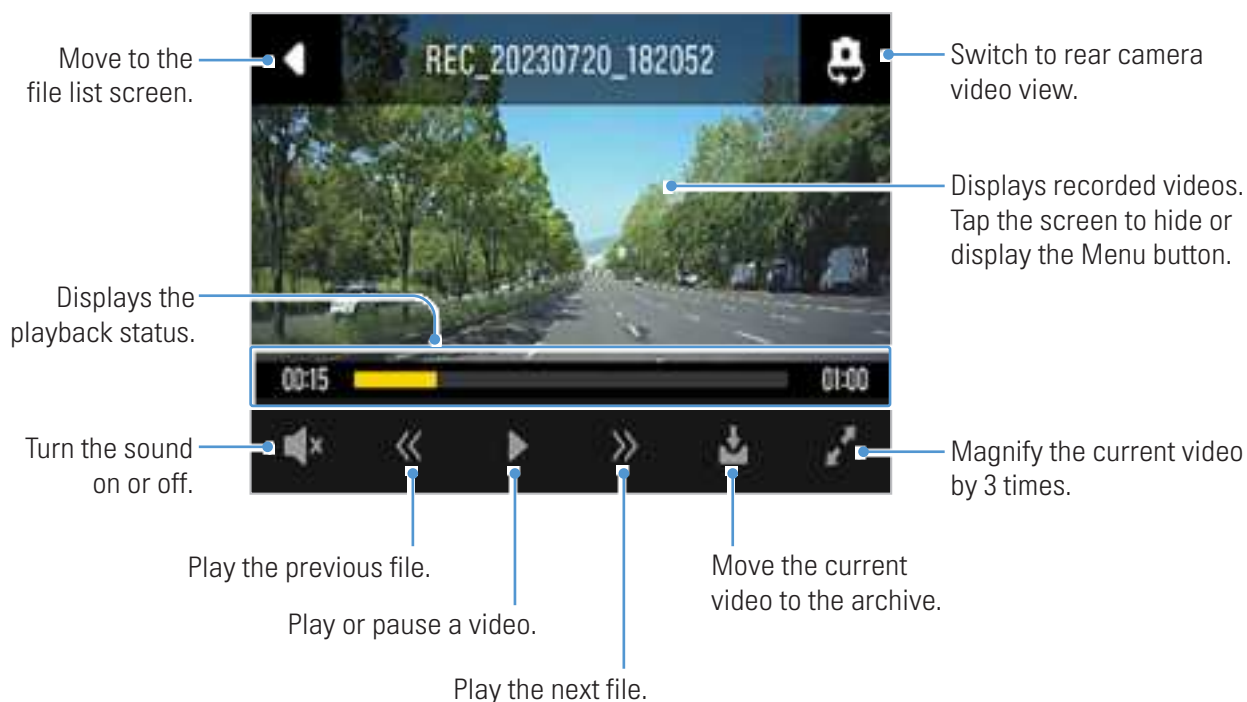 Move to the
file list screen.
REC_20230720_182052
Switch to rear camera
video view.
Displays recorded videos.
Tap the screen to hide or
display the Menu button.
Displays the
playback status.
00:15
01:00
Turn the sound
on or off.
Magnify the current video
by 3 times.
Play the previous file.
Move the current
video to the archive.
Play or pause a video.
Play the next file.